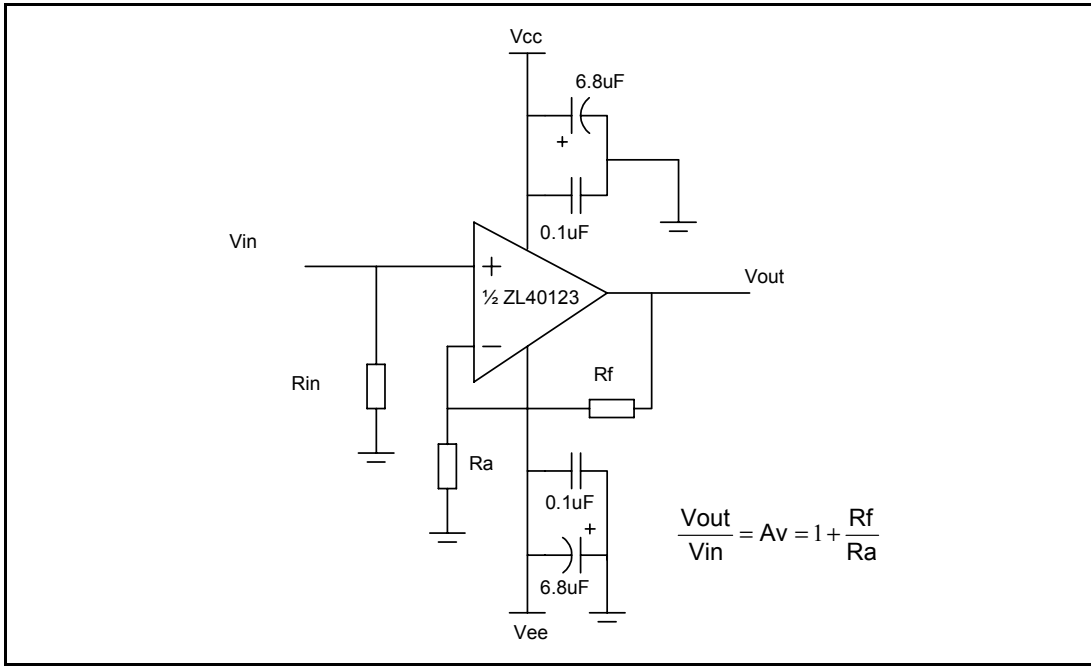 Vcc
6.8uF
+
0.1uF
Vin
+
½ ZL40123
−
Vout
Rin
Rf
Ra
0.1uF
+
6.8uF
Vee
Vout/Vin = Av = 1 + Rf/Ra